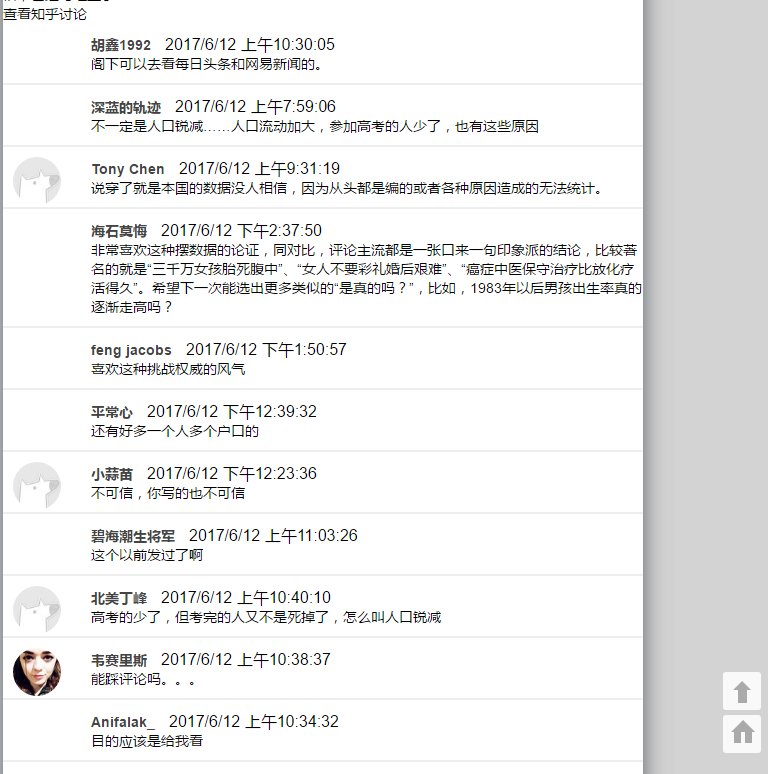 查看知乎讨论
胡鑫1992 2017/6/12 上午10:30:05
阁下可以去看每日头条和网易新闻的。
深蓝的轨迹 2017/6/12 上午7:59:06
不一定是人口锐减……人口流动加大，参加高考的人少了，也有这些原因
Tony Chen 2017/6/12 上午9:31:19
说穿了就是本国的数据没人相信，因为从头都是编的或者各种原因造成的无法统计。
海石莫悔 2017/6/12 下午2:37:50
非常喜欢这种摆数据的论证，同对比，评论主流都是一张口来一句印象派的结论，比较著
名的就是“三千万女孩胎死腹中”、“女人不要彩礼婚后艰难”、“癌症中医保守治疗比放化疗
活得久”。希望下一次能选出更多类似的“是真的吗？”，比如，1983年以后男孩出生率真的
逐渐走高吗？
feng jacobs 2017/6/12 下午1:50:57
喜欢这种挑战权威的风气
平常心 2017/6/12 下午12:39:32
还有好多一个人多个户口的
小蒜苗 2017/6/12 下午12:23:36
不可信，你写的也不可信
碧海潮生将军 2017/6/12 上午11:03:26
这个以前发过了啊
北美丁峰 2017/6/12 上午10:40:10
高考的少了，但考完的人又不是死掉了，怎么叫人口锐减
韦赛里斯 2017/6/12 上午10:38:37
能踩评论吗。。。
Anifalak_ 2017/6/12 上午10:34:32
目的应该是给我看